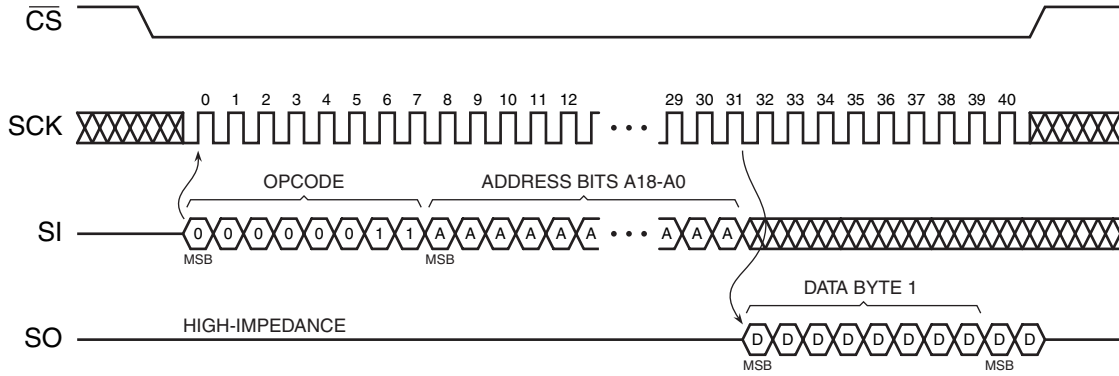 CS
0 1 2 3 4 5 6 7 8 9 10 11 12 29 30 31 32 33 34 35 36 37 38 39 40
SCK
OPCODE ADDRESS BITS A18-A0
SI 0 0 0 0 0 0 1 1 A A A A A A A A A
MSB MSB
DATA BYTE 1
HIGH-IMPEDANCE
SO D D D D D D D D D D
MSB MSB